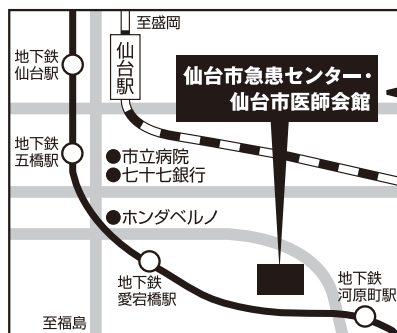 至盛岡
地下鉄
仙台駅
仙台駅
仙台市急患センター・
仙台市医師会館
地下鉄
五橋駅
●市立病院
●七十七銀行
●ホンダベルノ
地下鉄
愛宕橋駅
地下鉄
河原町駅
至福島